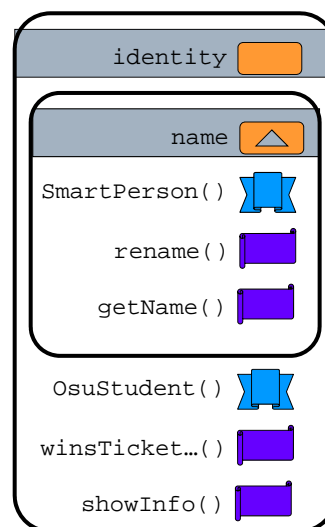 identity
name
SmartPerson()
rename()
getName()
OsuStudent()
winsTicket…()
showInfo()